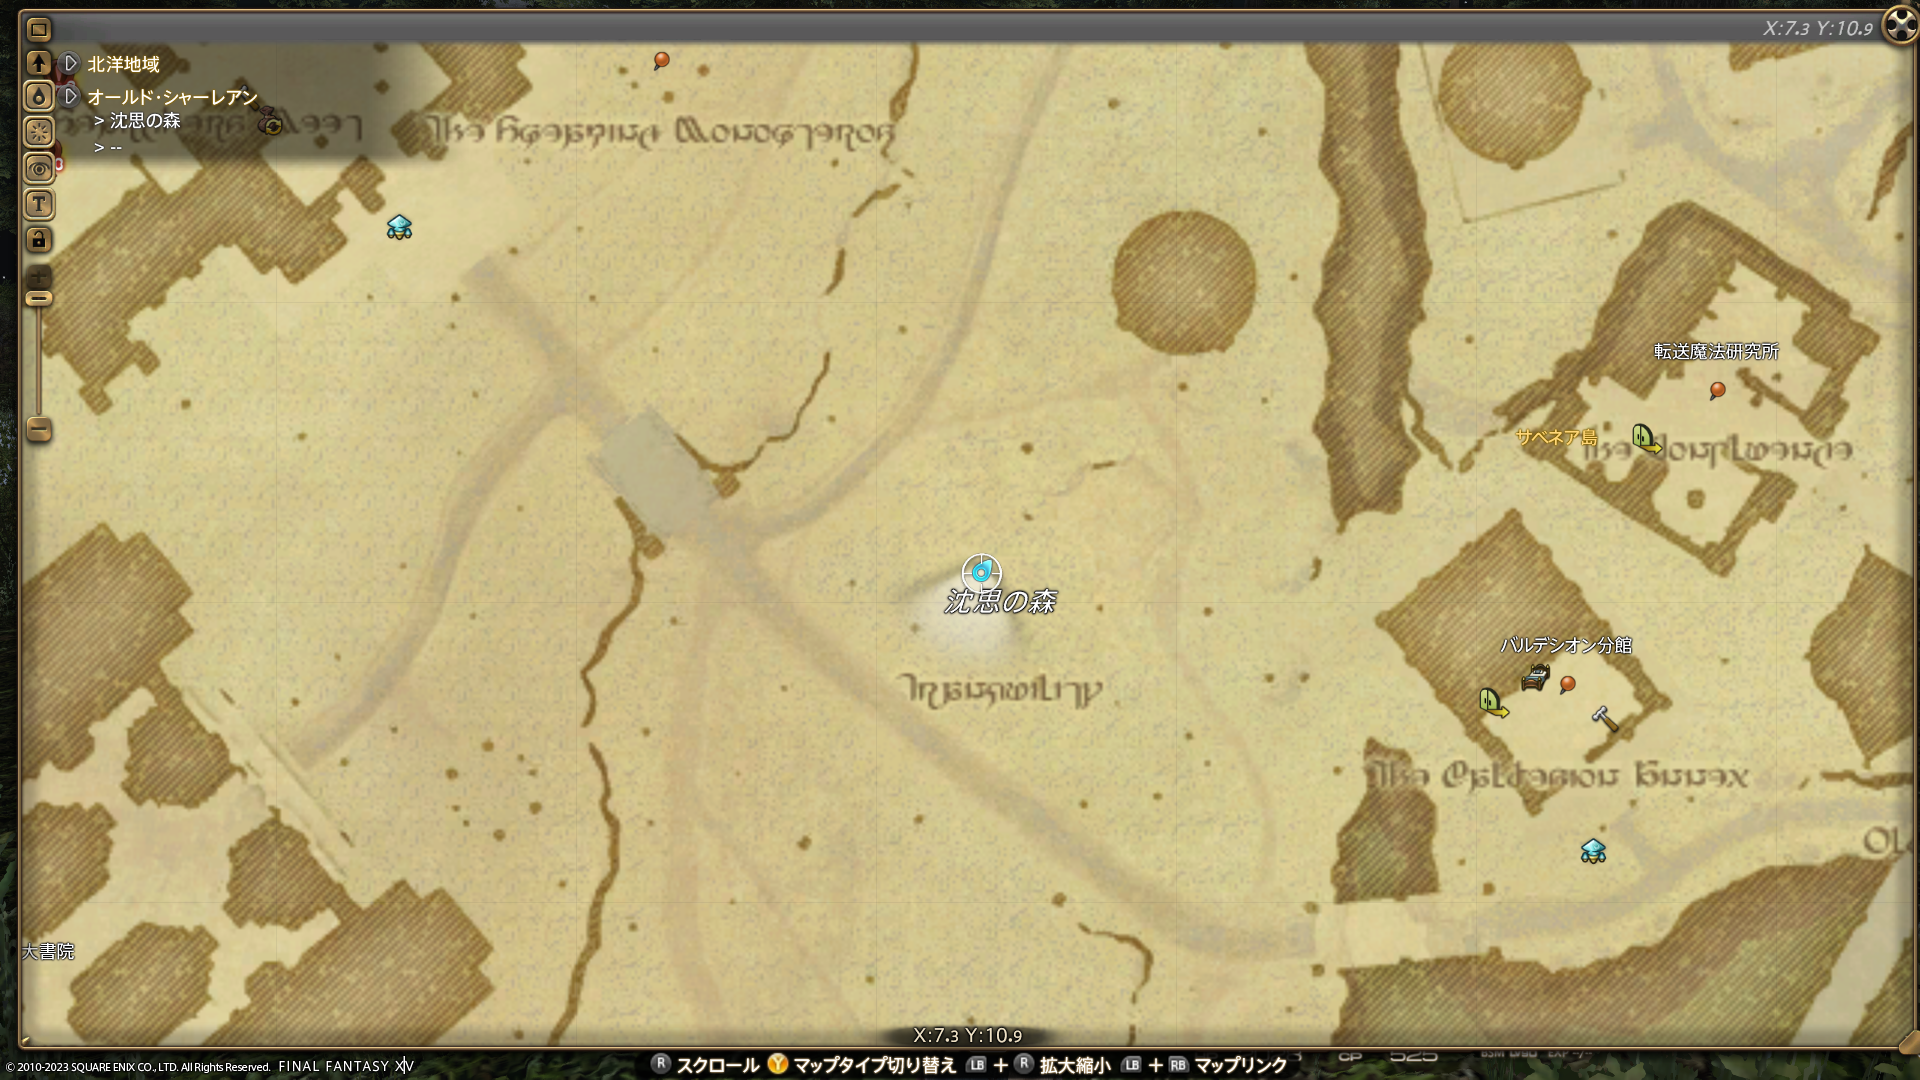 X:7.3 Y:10.9
北洋地域
オールド・シャーレアン
> 沈思の森
> --
転送魔法研究所
サベネア島
沈思の森
バルデシオン分館
大書院
X:7.3 Y:10.9
R スクロール Y マップタイプ切り替え LB + R 拡大縮小 LB + RB マップリンク
© 2010-2023 SQUARE ENIX CO., LTD. All Rights Reserved. FINAL FANTASY XIV